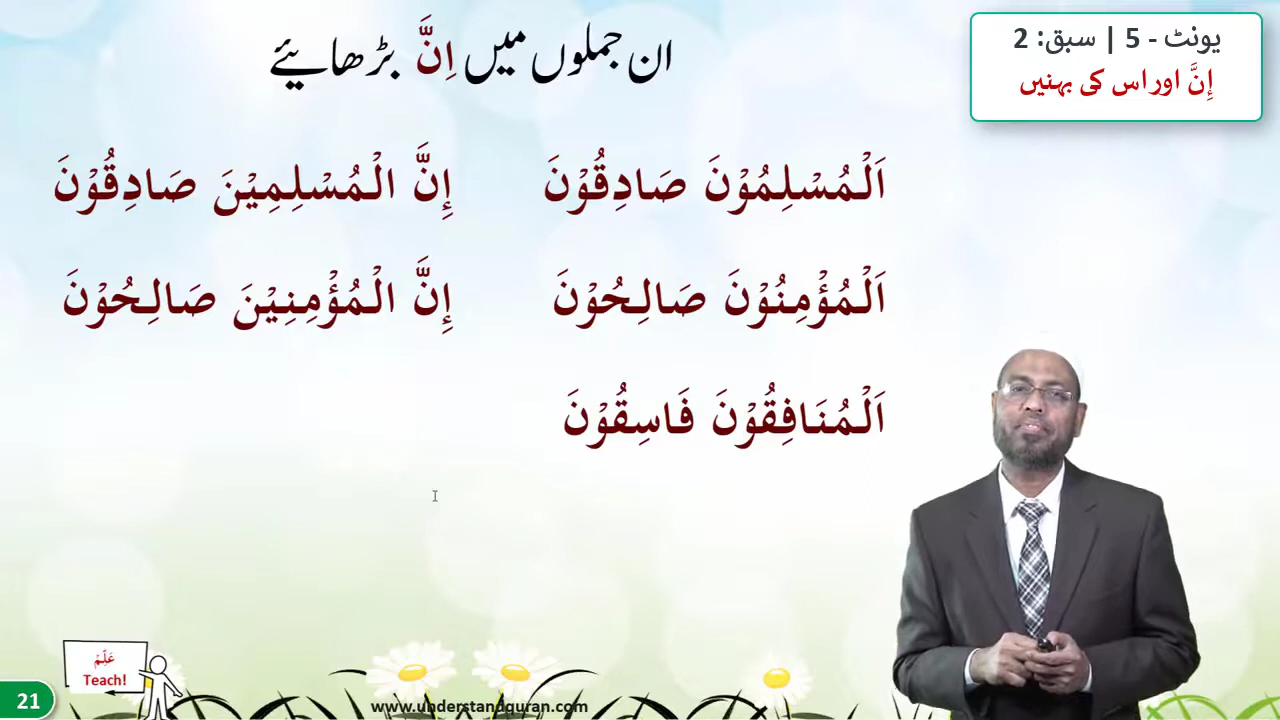 ان جملوں میں اِنَّ بڑھائیے
یونٹ - 5 | سبق: 2
إِنَّ اور اس کی بہنیں
اَلْمُسْلِمُوْنَ صَادِقُوْنَ إِنَّ الْمُسْلِمِيْنَ صَادِقُوْنَ
اَلْمُؤْمِنُوْنَ صَالِحُوْنَ إِنَّ الْمُؤْمِنِيْنَ صَالِحُوْنَ
اَلْمُنَافِقُوْنَ فَاسِقُوْنَ
عَلِّمْ
Teach!
21
www.understandquran.com